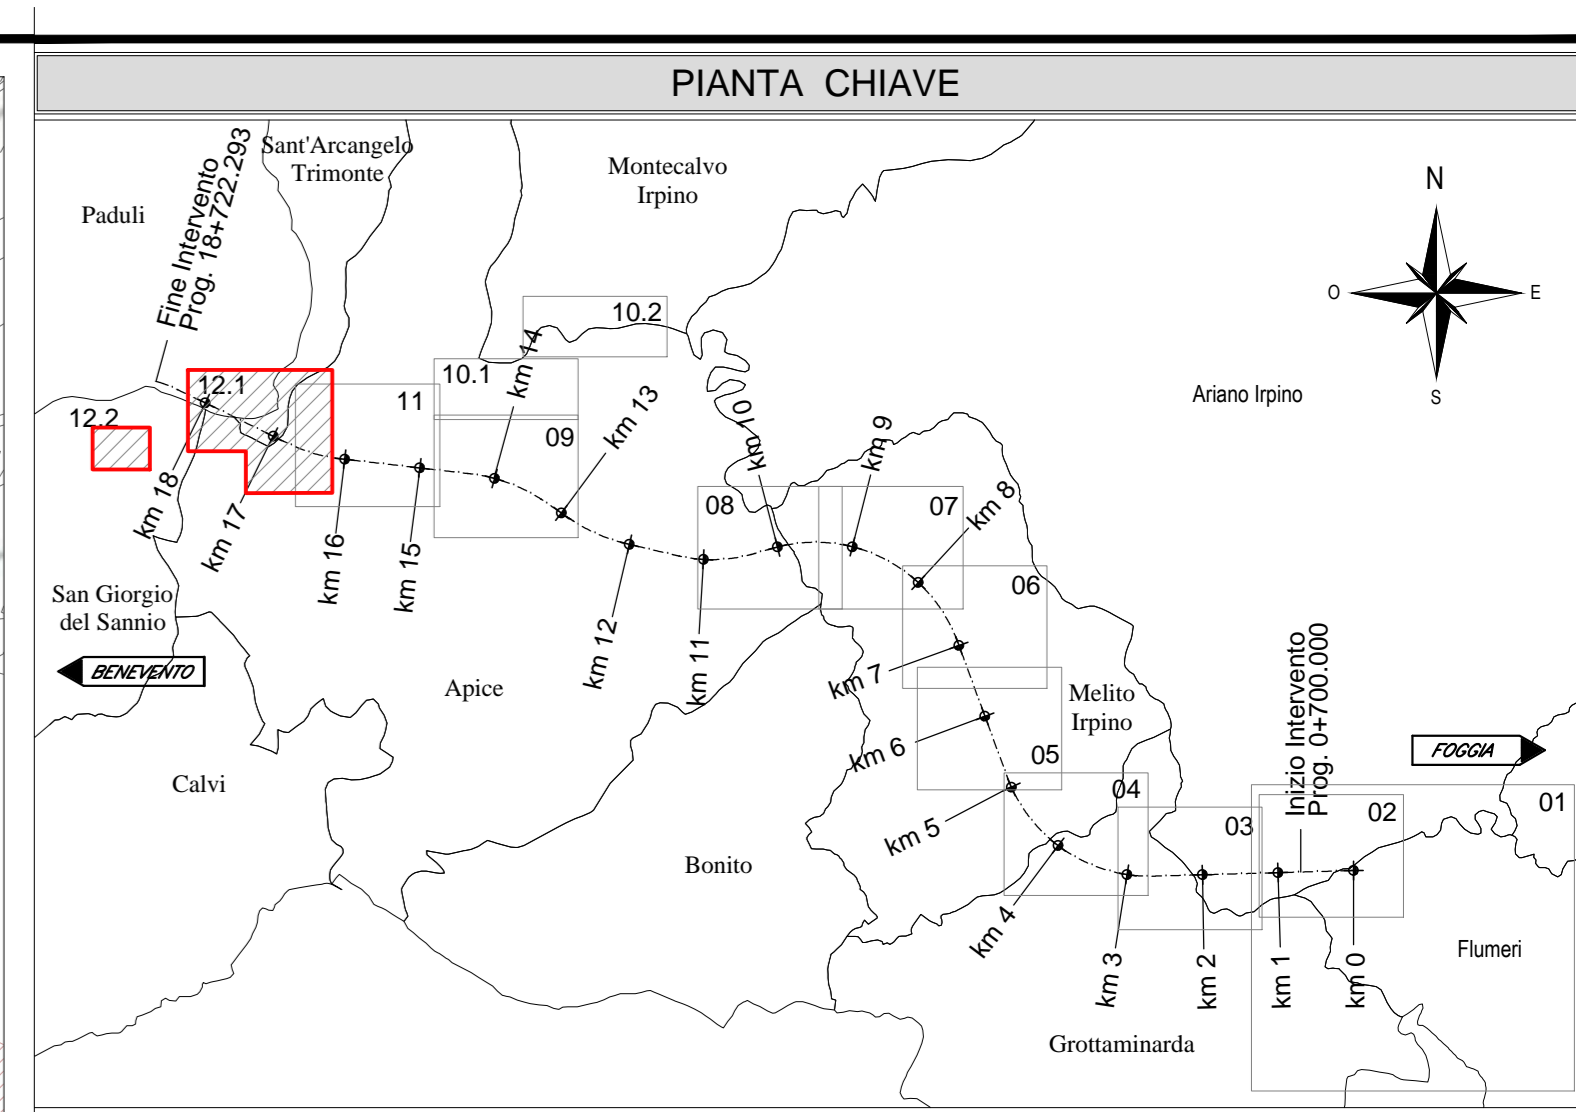 PIANTA CHIAVE
Fine Intervento
Prog. 18+722.293
Sant'Arcangelo
Trimonte
Montecalvo
Irpino
Paduli
N
O
E
S
10.2
km 14
10.1
12.1
11
12.2
09
km 13
km 10
km 9
Ariano Irpino
km 18
km 17
km 16
km 15
08
07
km 8
06
San Giorgio
del Sannio
BENEVENTO
km 12
km 11
km 7
Apice
Melito
Irpino
km 6
05
Inizio Intervento
Prog. 0+700.000
FOGGIA
Calvi
04
03
02
01
km 5
Bonito
km 4
km 3
km 2
km 1
km 0
Flumeri
Grottaminarda